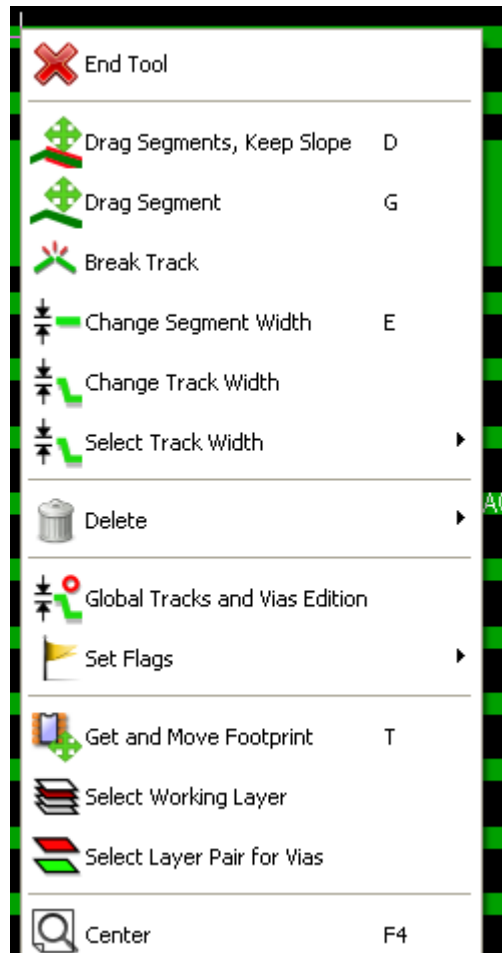 End Tool
Drag Segments, Keep Slope D
Drag Segment G
Break Track
Change Segment Width E
Change Track Width
Select Track Width
Delete
Global Tracks and Vias Edition
Set Flags
Get and Move Footprint T
Select Working Layer
Select Layer Pair for Vias
Center F4